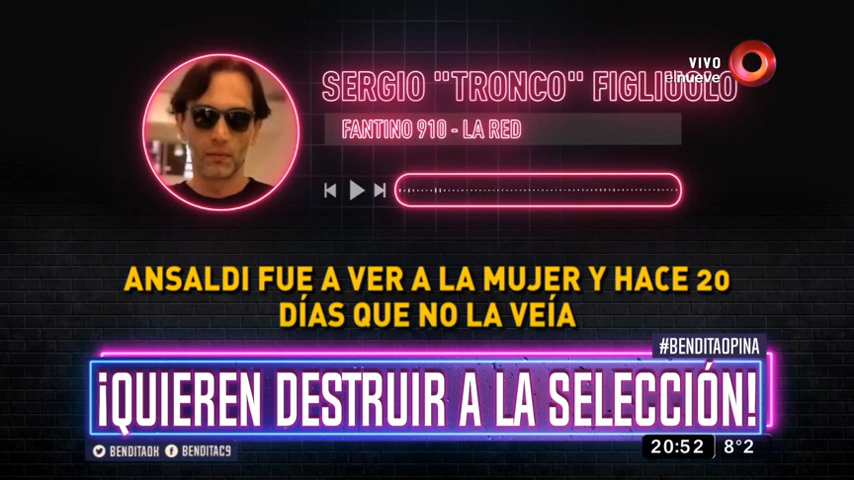 VIVO
elnueve
SERGIO "TRONCO" FIGLIUOLO
FANTINO 910 - LA RED
ANSALDI FUE A VER A LA MUJER Y HACE 20
DÍAS QUE NO LA VEÍA
#BENDITAOPINA
¡QUIEREN DESTRUIR A LA SELECCIÓN!
BENDITAOK BENDITAC9
20:52 8°2